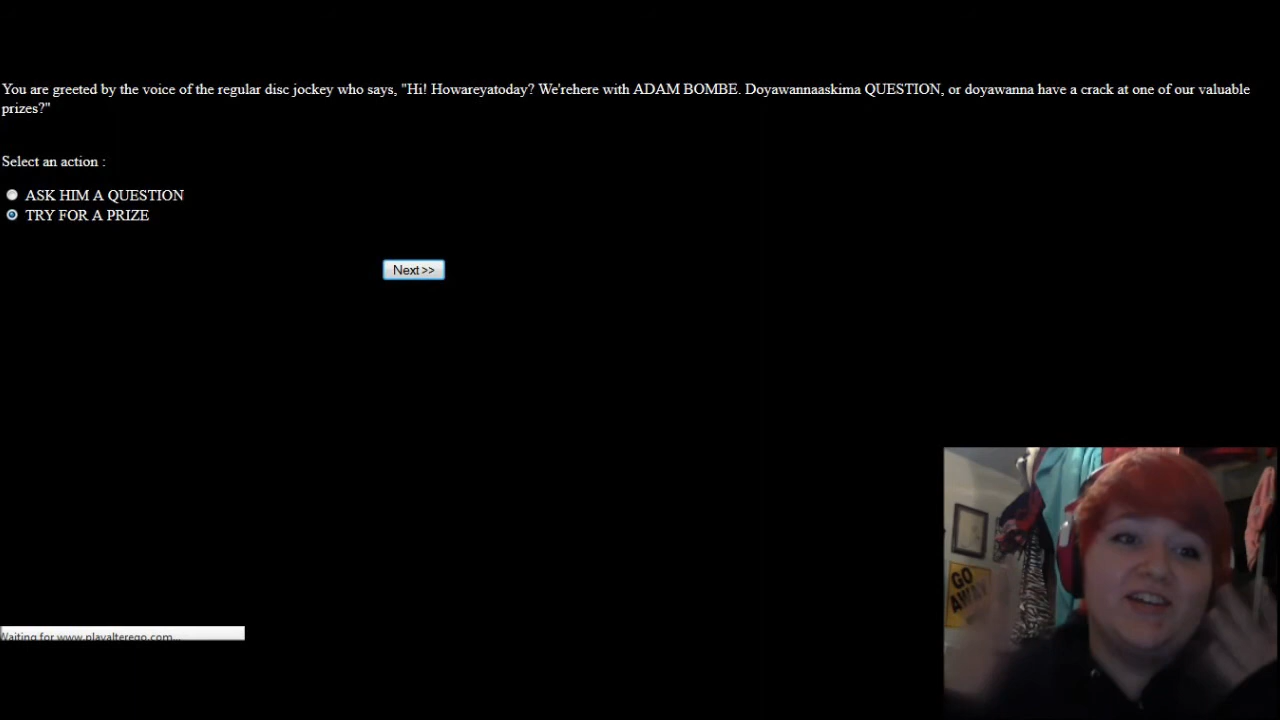 You are greeted by the voice of the regular disc jockey who says, "Hi! Howareyatoday? We'rehere with ADAM BOMBE. Doyawannaaskima QUESTION, or doyawanna have a crack at one of our valuable
prizes?"
Select an action :
ASK HIM A QUESTION
TRY FOR A PRIZE
Next >>
GO
AWAY
Waiting for www.playalterego.com...